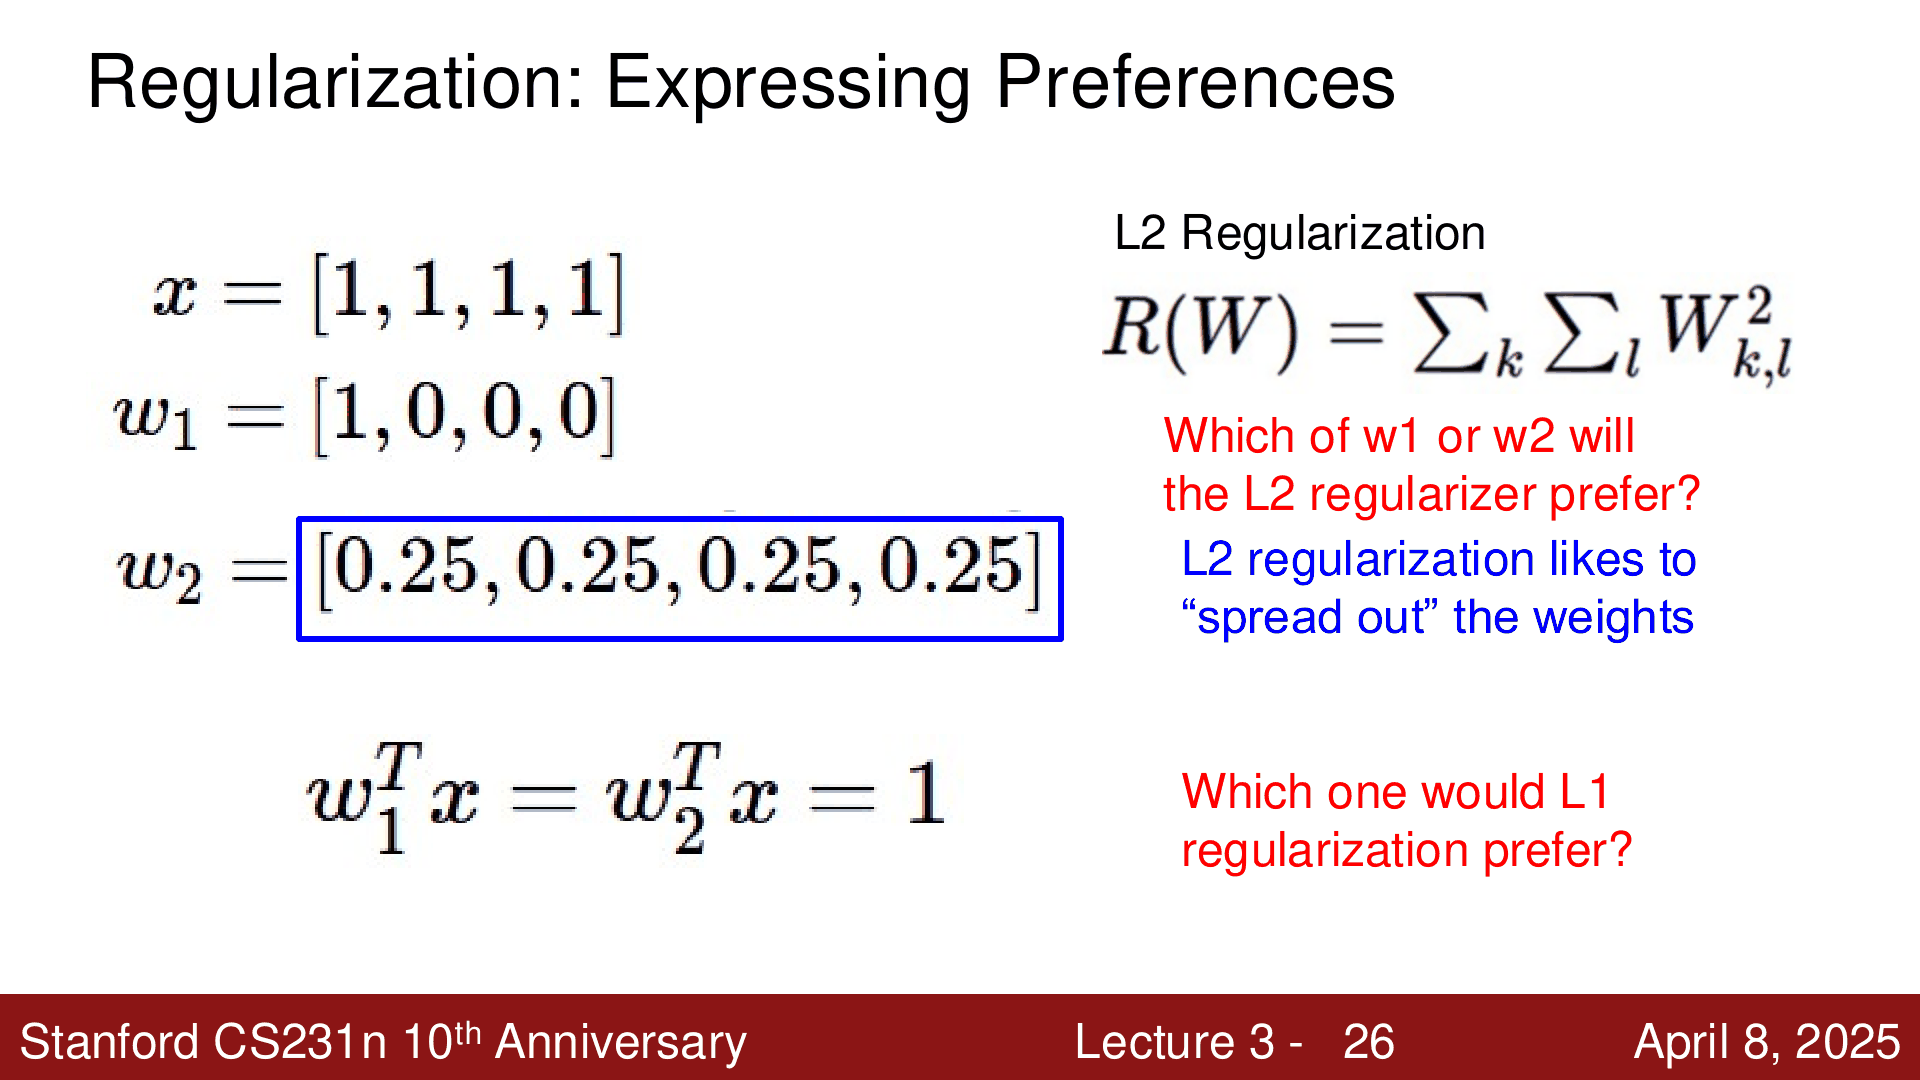 Regularization: Expressing Preferences
x = [1, 1, 1, 1]
w₁ = [1, 0, 0, 0]
w₂ = [0.25, 0.25, 0.25, 0.25]
w₁ᵀx = w₂ᵀx = 1
L2 Regularization
R(W) = ∑ₖ ∑ₗ W²ₖ,ₗ
Which of w1 or w2 will
the L2 regularizer prefer?
L2 regularization likes to
“spread out” the weights
Which one would L1
regularization prefer?
Stanford CS231n 10ᵗʰ Anniversary
Lecture 3 - 26
April 8, 2025